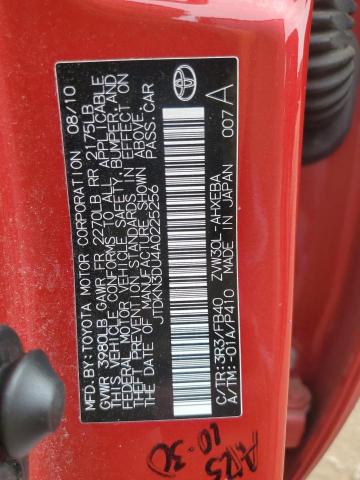 MFD.BY:TOYOTA MOTOR CORPORATION 08/10
GVWR 3980LB GAWR FR 2270LB RR 2175LB
THIS VEHICLE CONFORMS TO ALL APPLICABLE
FEDERAL MOTOR VEHICLE SAFETY, BUMPER, AND
THEFT PREVENTION STANDARDS IN EFFECT ON
THE DATE OF MANUFACTURE SHOWN ABOVE.
JTDKN3DU4A0225256 PASS.CAR
ZVW30L-AHXEBA
C/TR:3R3/FB40 MADE IN JAPAN
A/TM:-01A/P410 007 A
10-30